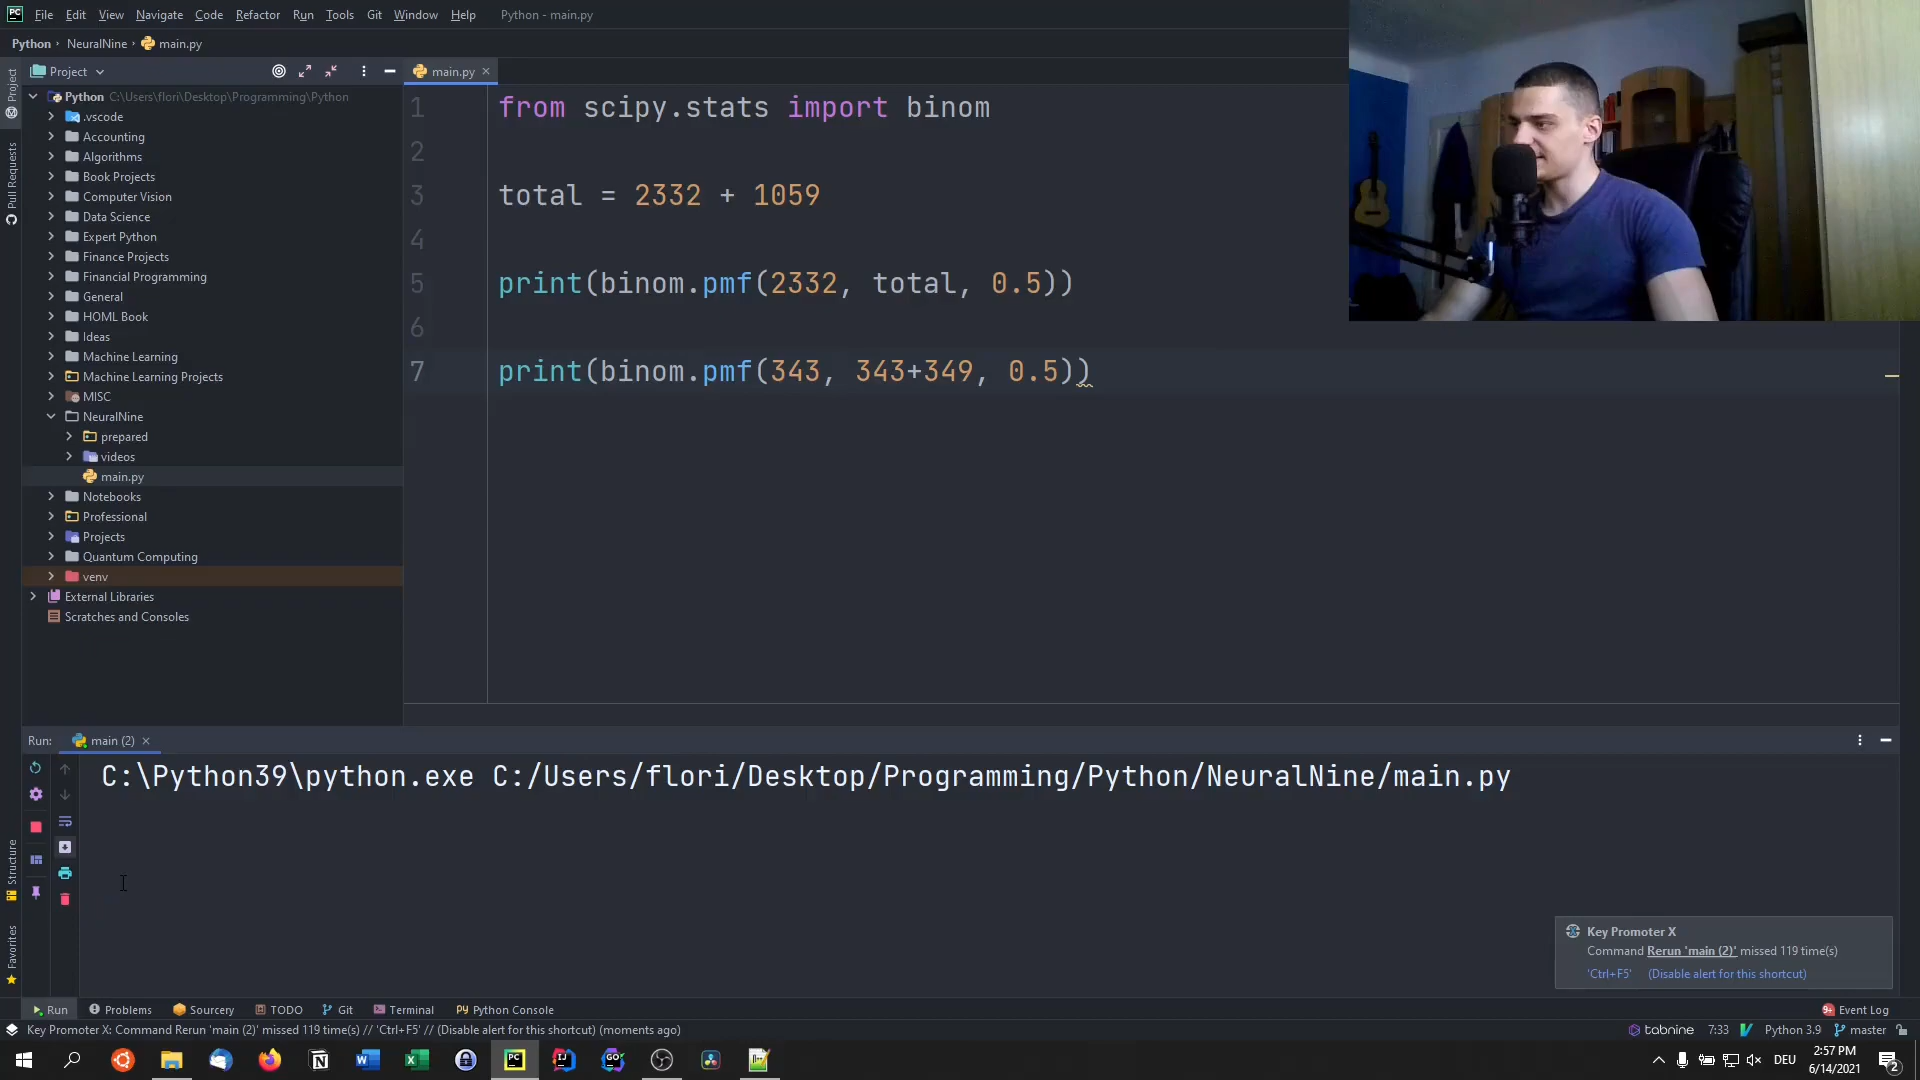 File Edit View Navigate Code Refactor Run Tools Git Window Help Python - main.py
Python NeuralNine main.py
Project
Project
Pull Requests
Python C:\Users\flori\Desktop\Programming\Python
.vscode
Accounting
Algorithms
Book Projects
Computer Vision
Data Science
Expert Python
Finance Projects
Financial Programming
General
HOML Book
Ideas
Machine Learning
Machine Learning Projects
MISC
NeuralNine
prepared
videos
main.py
Notebooks
Professional
Projects
Quantum Computing
venv
External Libraries
Scratches and Consoles
main.py
1 from scipy.stats import binom
2
3 total = 2332 + 1059
4
5 print(binom.pmf(2332, total, 0.5))
6
7 print(binom.pmf(343, 343+349, 0.5))
Run: main (2)
C:\Python39\python.exe C:/Users/flori/Desktop/Programming/Python/NeuralNine/main.py
Structure
Favorites
Key Promoter X
Command Rerun 'main (2)' missed 119 time(s)
'Ctrl+F5' (Disable alert for this shortcut)
Run Problems Sourcery TODO Git Terminal Python Console Event Log
Key Promoter X: Command Rerun 'main (2)' missed 119 time(s) // 'Ctrl+F5' // (Disable alert for this shortcut) (moments ago) tabnine 7:33 Python 3.9 master
DEU 2:57 PM
6/14/2021 2